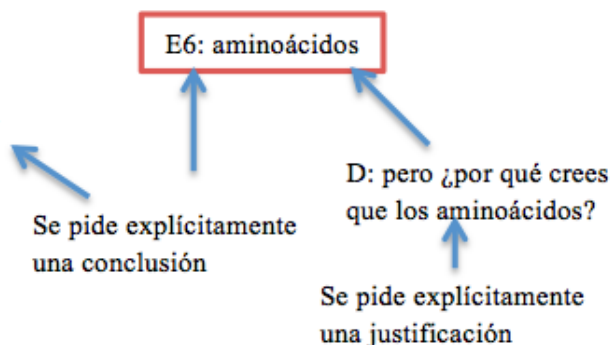 E6: aminoácidos
D: pero ¿por qué crees
que los aminoácidos?
Se pide explícitamente
una conclusión
Se pide explícitamente
una justificación